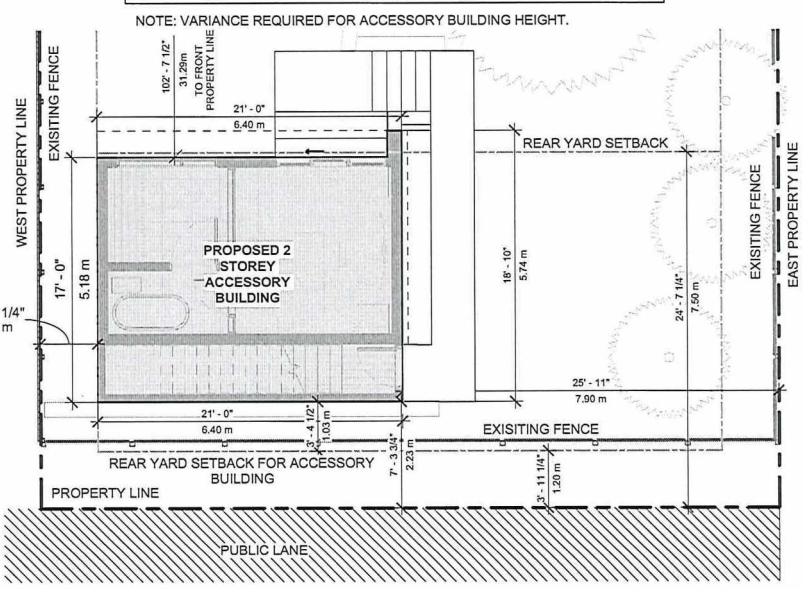 NOTE: VARIANCE REQUIRED FOR ACCESSORY BUILDING HEIGHT.
WEST PROPERTY LINE
EXISITING FENCE
102' - 7 1/2"
31.29m
TO FRONT
PROPERTY LINE
21' - 0"
6.40 m
REAR YARD SETBACK
17' - 0"
5.18 m
PROPOSED 2
STOREY
ACCESSORY
BUILDING
18' - 10"
5.74 m
24' - 7 1/4"
7.50 m
EXISITING FENCE
EAST PROPERTY LINE
1/4"
m
25' - 11"
7.90 m
21' - 0"
6.40 m
3' - 4 1/2"
1.03 m
7' - 3 3/4"
2.23 m
EXISITING FENCE
3' - 11 1/4"
1.20 m
REAR YARD SETBACK FOR ACCESSORY
BUILDING
PROPERTY LINE
PUBLIC LANE